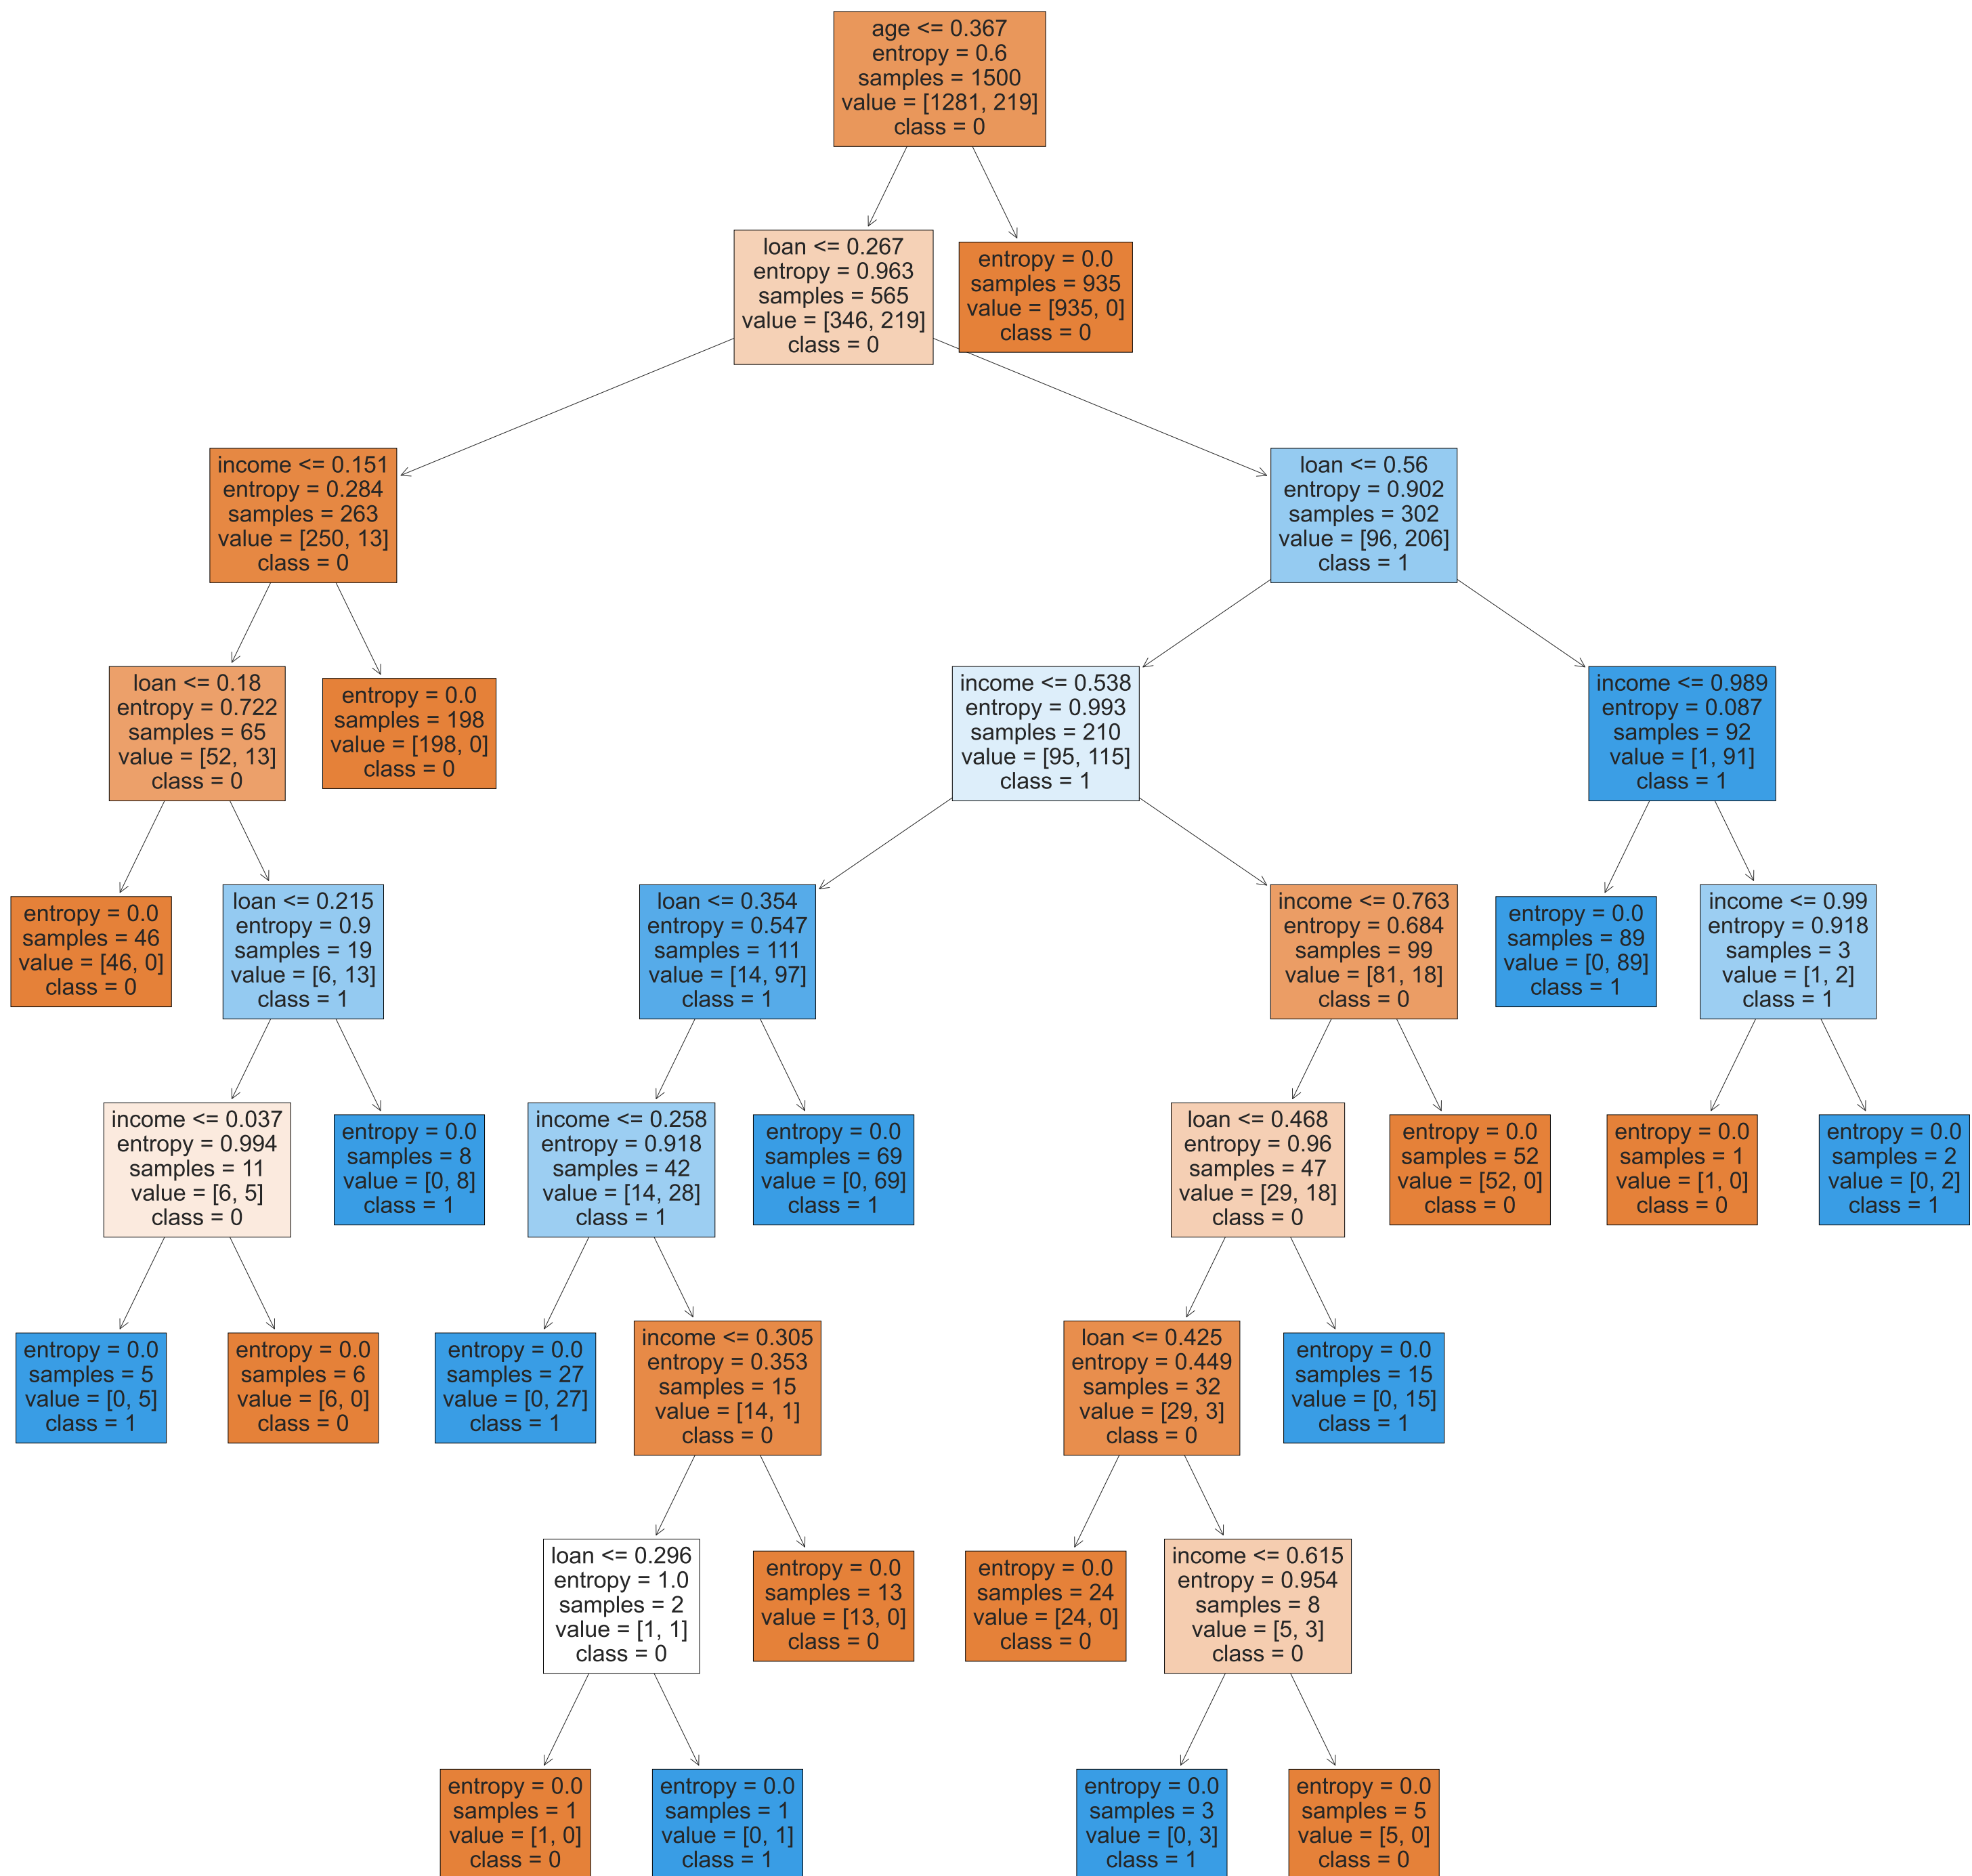 age <= 0.367
entropy = 0.6
samples = 1500
value = [1281, 219]
class = 0
loan <= 0.267
entropy = 0.963
samples = 565
value = [346, 219]
class = 0
entropy = 0.0
samples = 935
value = [935, 0]
class = 0
income <= 0.151
entropy = 0.284
samples = 263
value = [250, 13]
class = 0
loan <= 0.56
entropy = 0.902
samples = 302
value = [96, 206]
class = 1
loan <= 0.18
entropy = 0.722
samples = 65
value = [52, 13]
class = 0
entropy = 0.0
samples = 198
value = [198, 0]
class = 0
income <= 0.538
entropy = 0.993
samples = 210
value = [95, 115]
class = 1
income <= 0.989
entropy = 0.087
samples = 92
value = [1, 91]
class = 1
entropy = 0.0
samples = 46
value = [46, 0]
class = 0
loan <= 0.215
entropy = 0.9
samples = 19
value = [6, 13]
class = 1
loan <= 0.354
entropy = 0.547
samples = 111
value = [14, 97]
class = 1
income <= 0.763
entropy = 0.684
samples = 99
value = [81, 18]
class = 0
entropy = 0.0
samples = 89
value = [0, 89]
class = 1
income <= 0.99
entropy = 0.918
samples = 3
value = [1, 2]
class = 1
income <= 0.037
entropy = 0.994
samples = 11
value = [6, 5]
class = 0
entropy = 0.0
samples = 8
value = [0, 8]
class = 1
income <= 0.258
entropy = 0.918
samples = 42
value = [14, 28]
class = 1
entropy = 0.0
samples = 69
value = [0, 69]
class = 1
loan <= 0.468
entropy = 0.96
samples = 47
value = [29, 18]
class = 0
entropy = 0.0
samples = 52
value = [52, 0]
class = 0
entropy = 0.0
samples = 1
value = [1, 0]
class = 0
entropy = 0.0
samples = 2
value = [0, 2]
class = 1
entropy = 0.0
samples = 5
value = [0, 5]
class = 1
entropy = 0.0
samples = 6
value = [6, 0]
class = 0
entropy = 0.0
samples = 27
value = [0, 27]
class = 1
income <= 0.305
entropy = 0.353
samples = 15
value = [14, 1]
class = 0
loan <= 0.425
entropy = 0.449
samples = 32
value = [29, 3]
class = 0
entropy = 0.0
samples = 15
value = [0, 15]
class = 1
loan <= 0.296
entropy = 1.0
samples = 2
value = [1, 1]
class = 0
entropy = 0.0
samples = 13
value = [13, 0]
class = 0
entropy = 0.0
samples = 24
value = [24, 0]
class = 0
income <= 0.615
entropy = 0.954
samples = 8
value = [5, 3]
class = 0
entropy = 0.0
samples = 1
value = [1, 0]
class = 0
entropy = 0.0
samples = 1
value = [0, 1]
class = 1
entropy = 0.0
samples = 3
value = [0, 3]
class = 1
entropy = 0.0
samples = 5
value = [5, 0]
class = 0